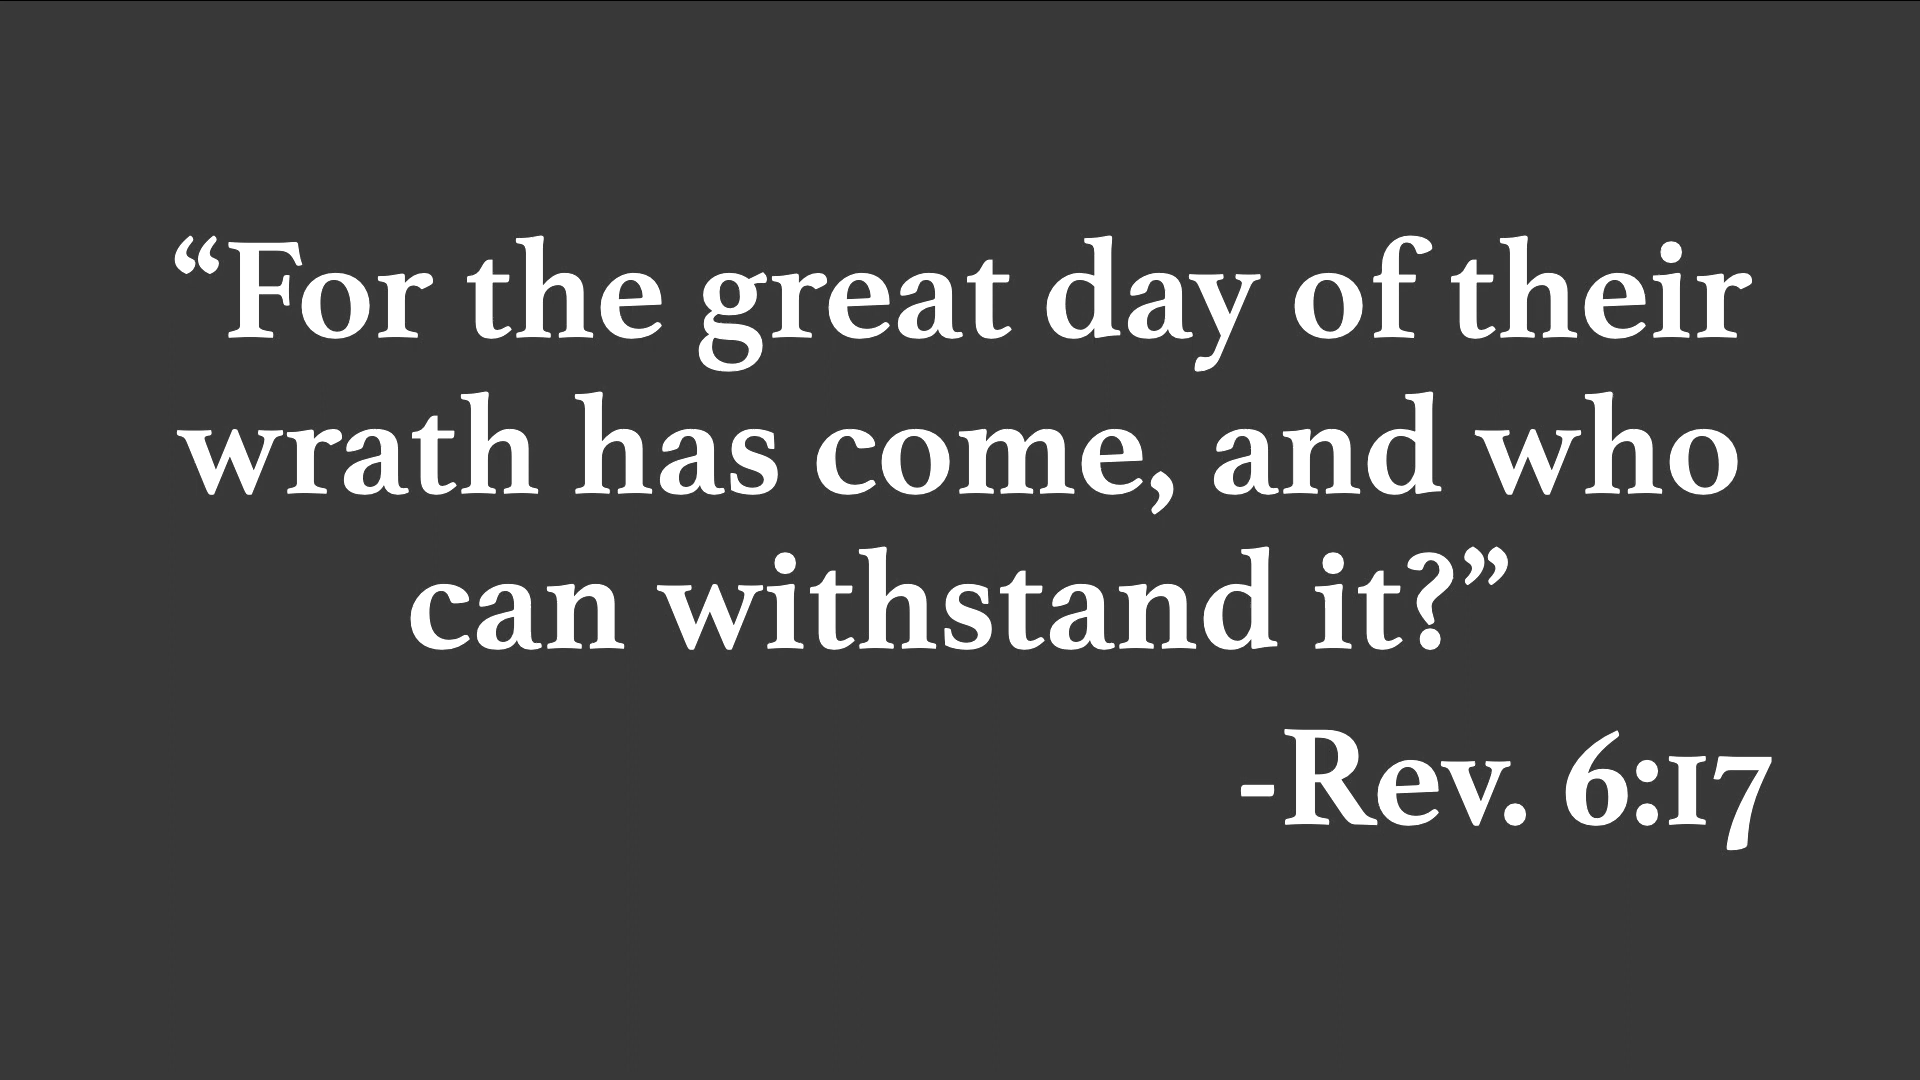 “For the great day of their
wrath has come, and who
can withstand it?”
-Rev. 6:17